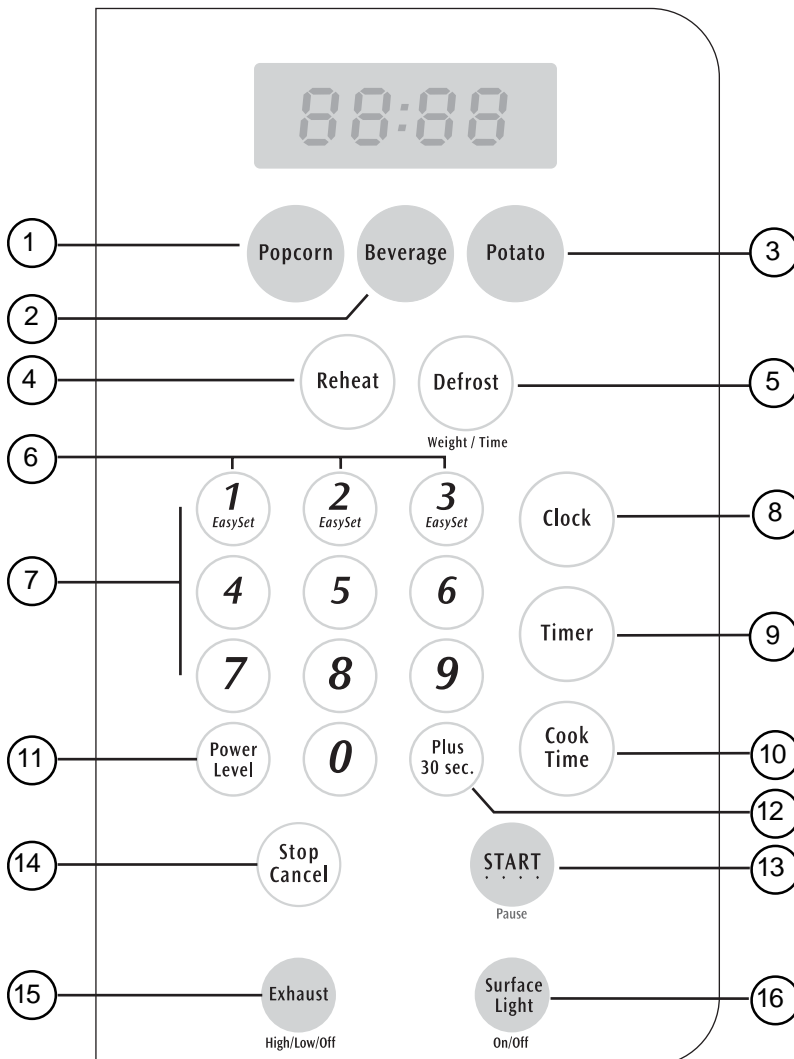 88:88
1
Popcorn
Beverage
Potato
3
2
4
Reheat
Defrost
5
Weight / Time
6
1
EasySet
2
EasySet
3
EasySet
Clock
8
7
4
5
6
Timer
9
7
8
9
11
Power
Level
0
Plus
30 sec.
Cook
Time
10
12
14
Stop
Cancel
START
13
Pause
15
Exhaust
High/Low/Off
Surface
Light
On/Off
16